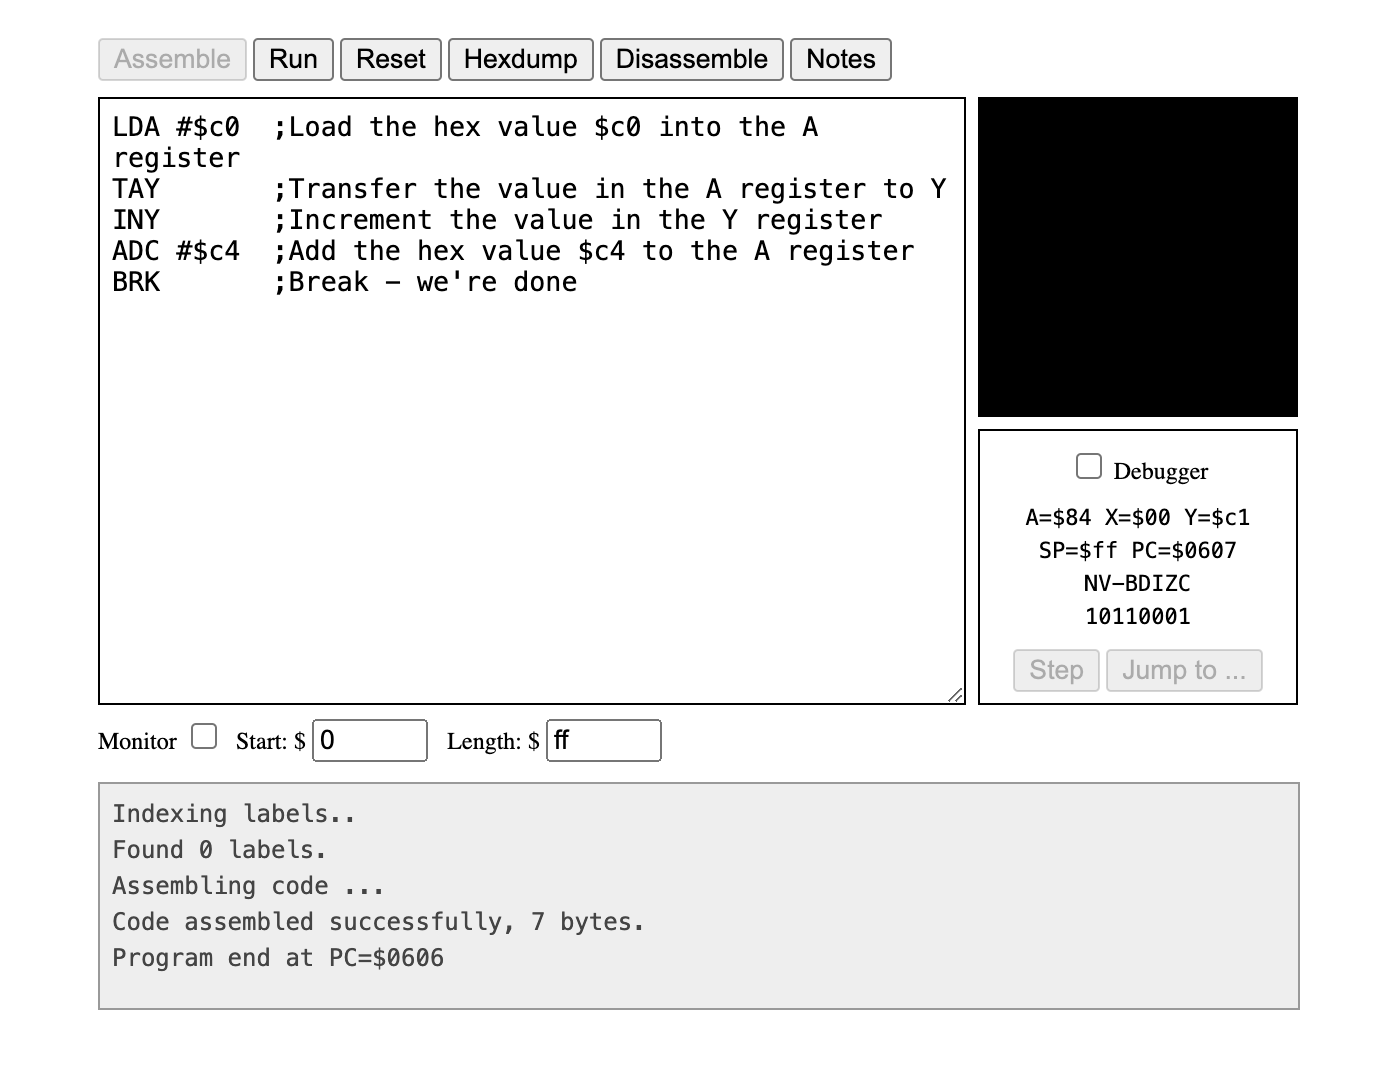 Assemble Run Reset Hexdump Disassemble Notes
LDA #$c0  ;Load the hex value $c0 into the A
register
TAY       ;Transfer the value in the A register to Y
INY       ;Increment the value in the Y register
ADC #$c4  ;Add the hex value $c4 to the A register
BRK       ;Break - we're done
Debugger
A=$84 X=$00 Y=$c1
SP=$ff PC=$0607
NV-BDIZC
10110001
Step Jump to ...
Monitor Start: $ 0 Length: $ ff
Indexing labels..
Found 0 labels.
Assembling code ...
Code assembled successfully, 7 bytes.
Program end at PC=$0606